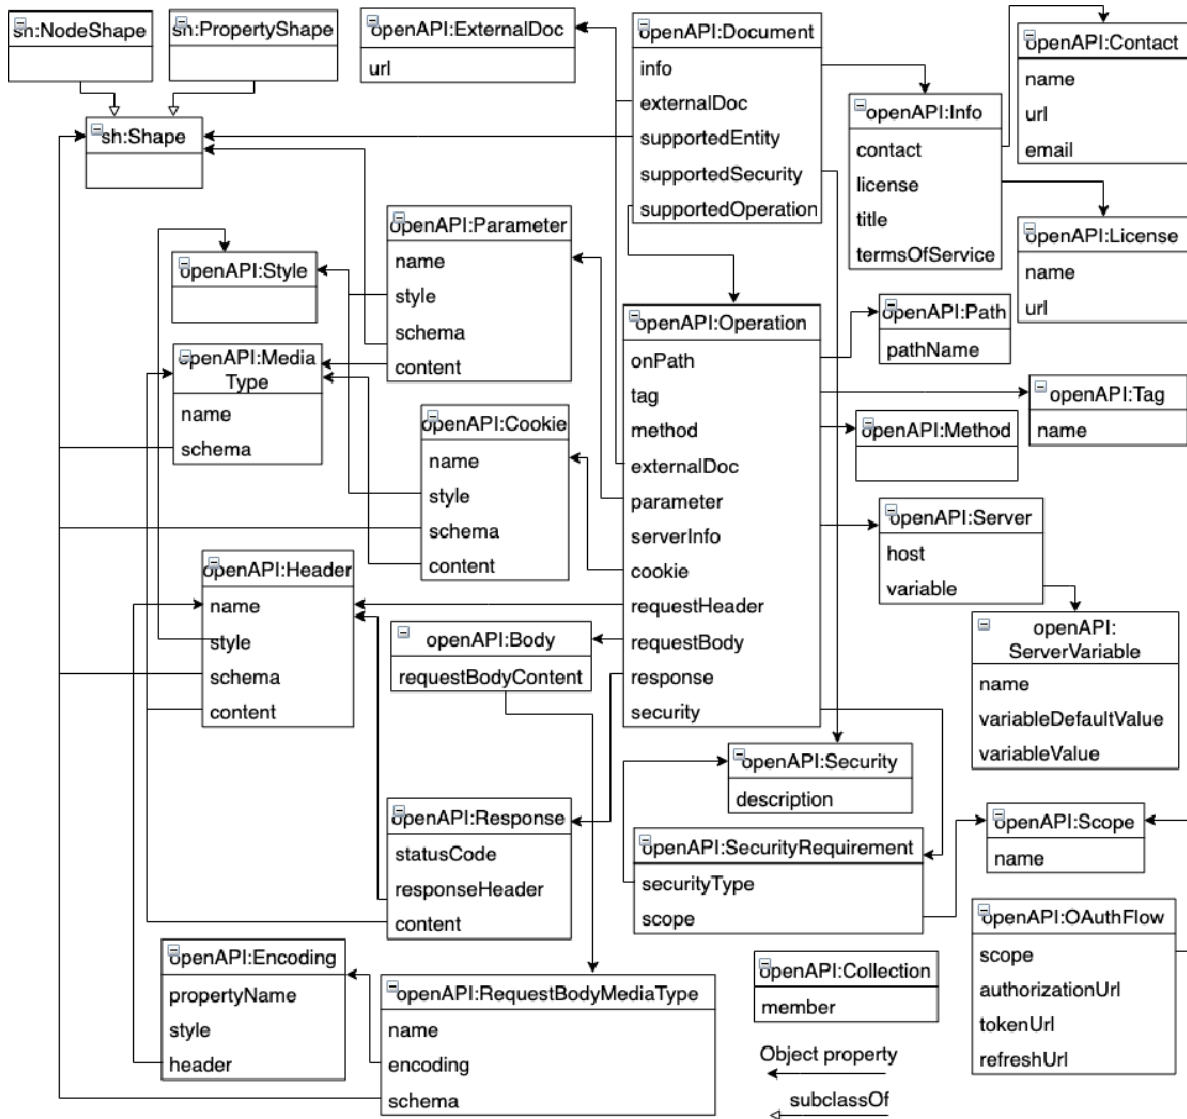 sh:NodeShape
sh:PropertyShape
openAPI:ExternalDoc
url
openAPI:Document
info
externalDoc
supportedEntity
supportedSecurity
supportedOperation
openAPI:Contact
name
url
email
openAPI:Info
contact
license
title
termsOfService
sh:Shape
openAPI:License
name
url
openAPI:Parameter
name
style
schema
content
openAPI:Style
openAPI:Media
Type
name
schema
openAPI:Operation
onPath
tag
method
externalDoc
parameter
serverInfo
cookie
requestHeader
requestBody
response
security
openAPI:Path
pathName
openAPI:Tag
name
openAPI:Method
openAPI:Cookie
name
style
schema
content
openAPI:Server
host
variable
openAPI:Header
name
style
schema
content
openAPI:Body
requestBodyContent
openAPI:
ServerVariable
name
variableDefaultValue
variableValue
openAPI:Security
description
openAPI:Response
statusCode
responseHeader
content
openAPI:SecurityRequirement
securityType
scope
openAPI:Scope
name
openAPI:OAuthFlow
scope
authorizationUrl
tokenUrl
refreshUrl
openAPI:Encoding
propertyName
style
header
openAPI:RequestBodyMediaType
name
encoding
schema
openAPI:Collection
member
Object property
subclassOf